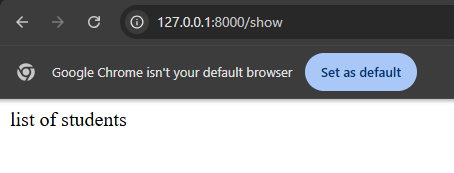 127.0.0.1:8000/show
Google Chrome isn't your default browser Set as default
list of students